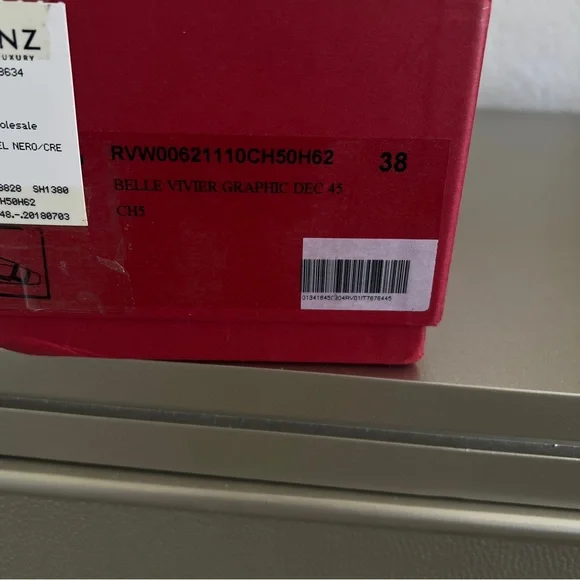 NZ
LUXURY
8634
olesale
EL NERO/CRE
8828 SH1380
H50H62
48.-.20180703
RVW00621110CH50H62 38
BELLE VIVIER GRAPHIC DEC 45
CH5